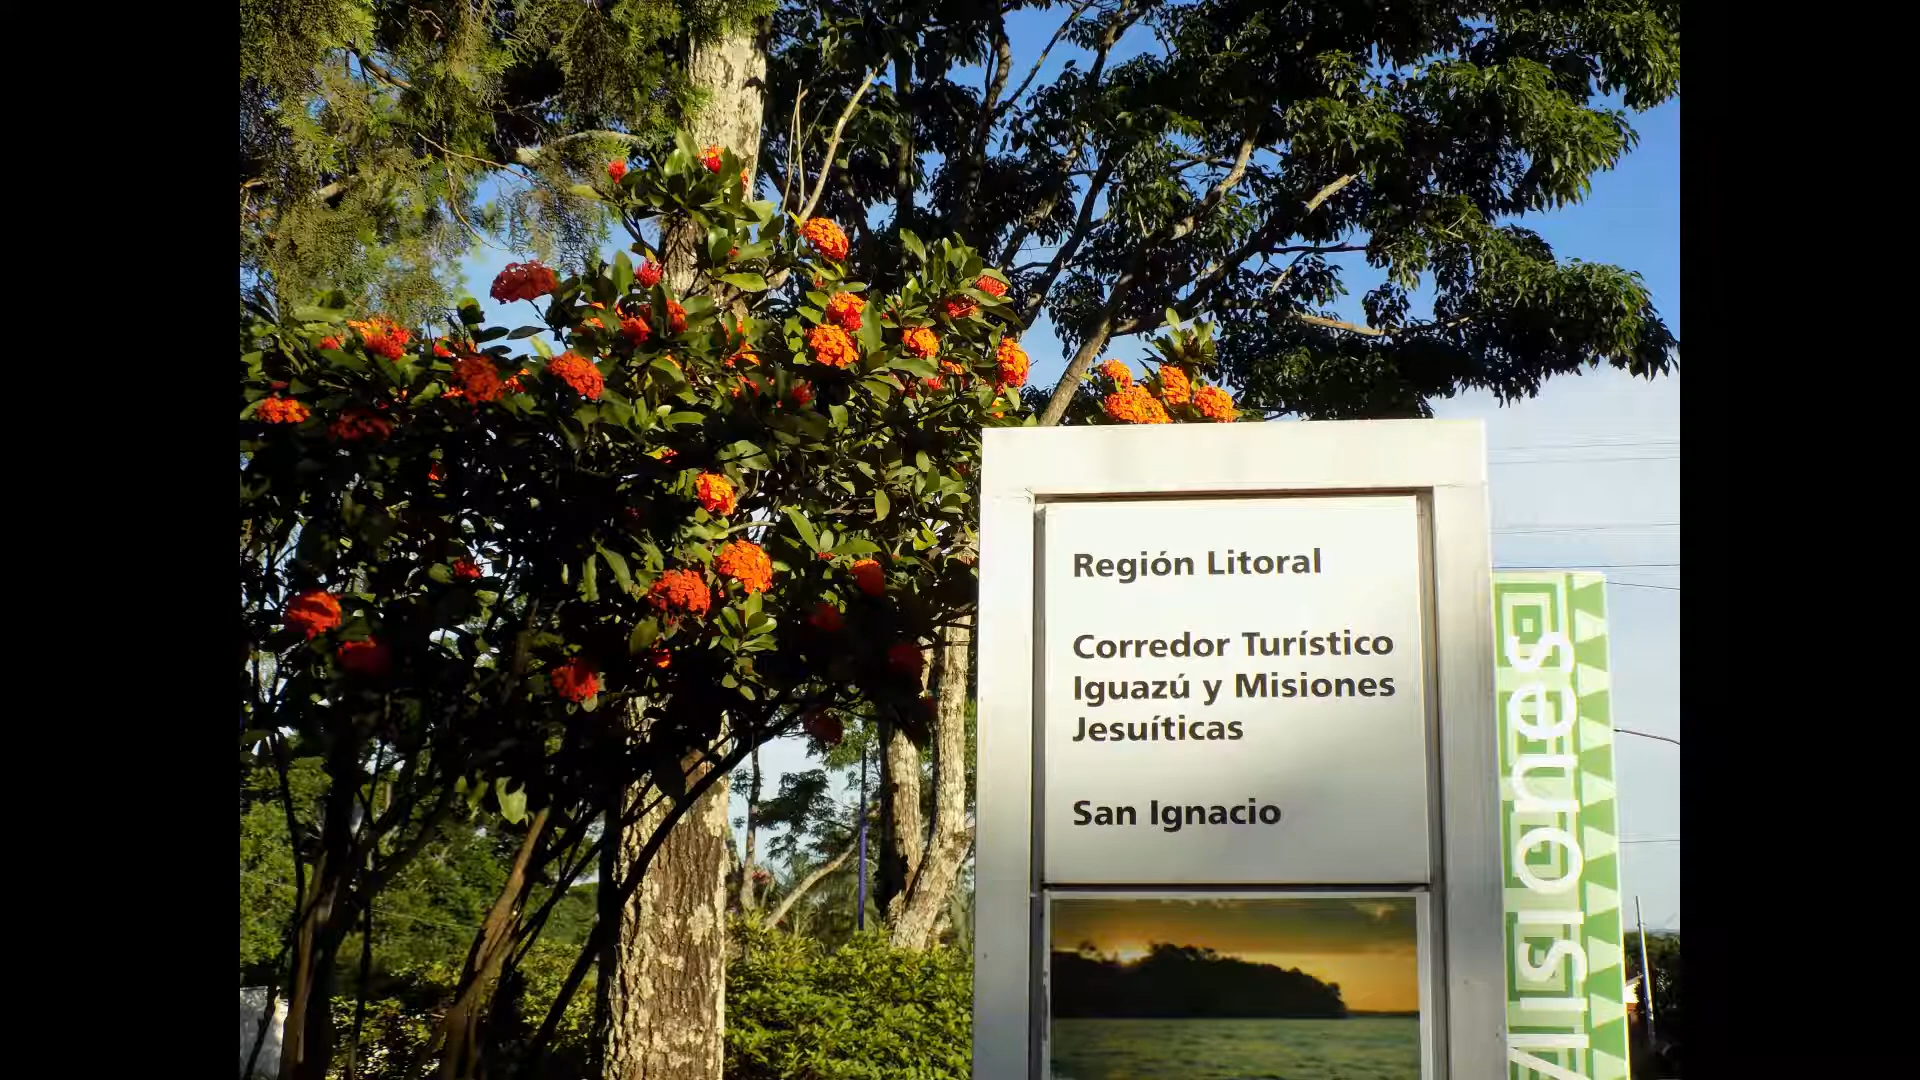 Región Litoral
Corredor Turístico
Iguazú y Misiones
Jesuíticas
San Ignacio
Misiones